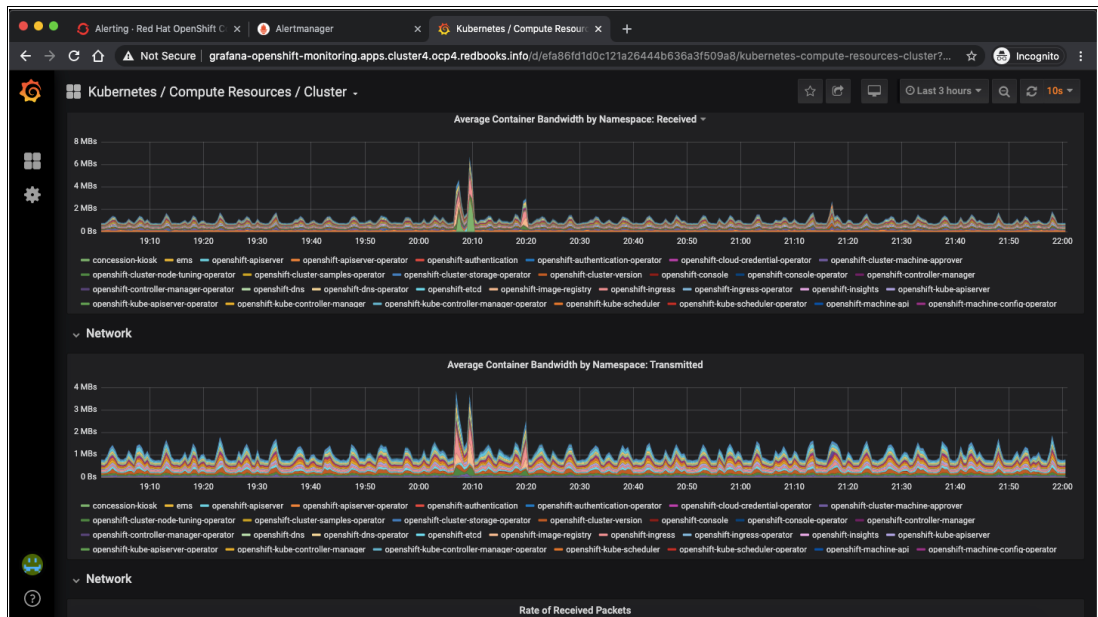 Alerting · Red Hat OpenShift C
Alertmanager
Kubernetes / Compute Resour
Not Secure | grafana-openshift-monitoring.apps.cluster4.ocp4.redbooks.info/d/efa86fd1d0c121a26444b636a3f509a8/kubernetes-compute-resources-cluster?...
Incognito
Kubernetes / Compute Resources / Cluster
Last 3 hours
10s
Average Container Bandwidth by Namespace: Received
8 MBs
6 MBs
4 MBs
2 MBs
0 Bs
19:10 19:20 19:30 19:40 19:50 20:00 20:10 20:20 20:30 20:40 20:50 21:00 21:10 21:20 21:30 21:40 21:50 22:00
concession-kiosk ems openshift-apiserver openshift-apiserver-operator openshift-authentication openshift-authentication-operator openshift-cloud-credential-operator openshift-cluster-machine-approver
openshift-cluster-node-tuning-operator openshift-cluster-samples-operator openshift-cluster-storage-operator openshift-cluster-version openshift-console openshift-console-operator openshift-controller-manager
openshift-controller-manager-operator openshift-dns openshift-dns-operator openshift-etcd openshift-image-registry openshift-ingress openshift-ingress-operator openshift-insights openshift-kube-apiserver
openshift-kube-apiserver-operator openshift-kube-controller-manager openshift-kube-controller-manager-operator openshift-kube-scheduler openshift-kube-scheduler-operator openshift-machine-api openshift-machine-config-operator
Network
Average Container Bandwidth by Namespace: Transmitted
4 MBs
3 MBs
2 MBs
1 MBs
0 Bs
19:10 19:20 19:30 19:40 19:50 20:00 20:10 20:20 20:30 20:40 20:50 21:00 21:10 21:20 21:30 21:40 21:50 22:00
concession-kiosk ems openshift-apiserver openshift-apiserver-operator openshift-authentication openshift-authentication-operator openshift-cloud-credential-operator openshift-cluster-machine-approver
openshift-cluster-node-tuning-operator openshift-cluster-samples-operator openshift-cluster-storage-operator openshift-cluster-version openshift-console openshift-console-operator openshift-controller-manager
openshift-controller-manager-operator openshift-dns openshift-dns-operator openshift-etcd openshift-image-registry openshift-ingress openshift-ingress-operator openshift-insights openshift-kube-apiserver
openshift-kube-apiserver-operator openshift-kube-controller-manager openshift-kube-controller-manager-operator openshift-kube-scheduler openshift-kube-scheduler-operator openshift-machine-api openshift-machine-config-operator
Network
Rate of Received Packets